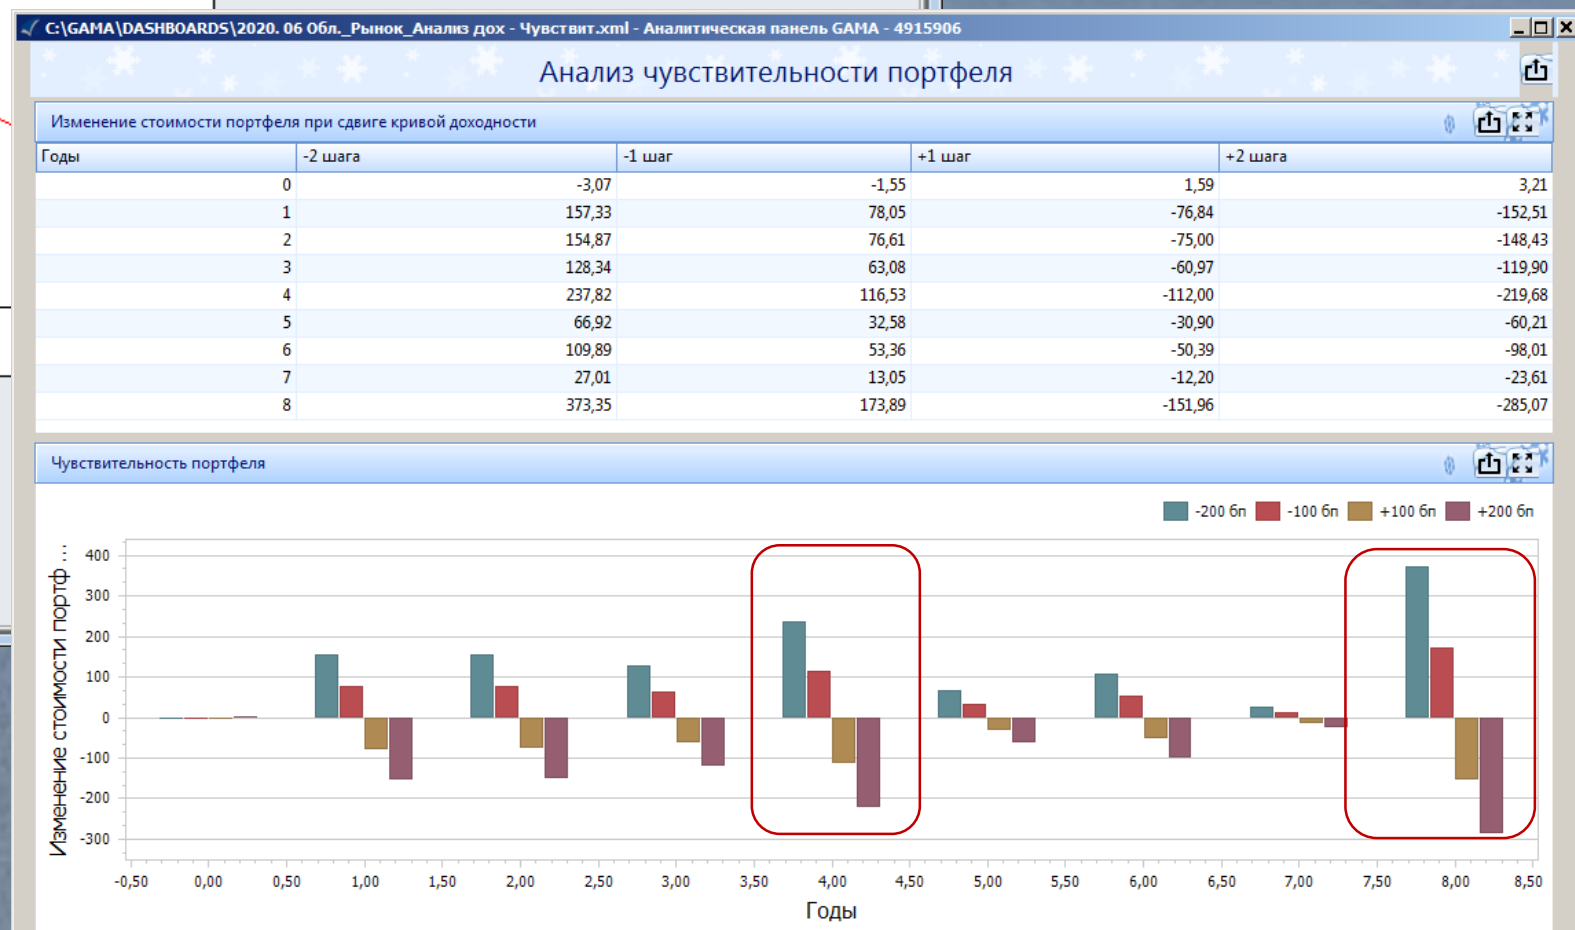 C:\GAMA\DASHBOARDS\2020. 06 Обл._Рынок_Анализ дох - Чувствит.xml - Аналитическая панель GAMA - 4915906
Анализ чувствительности портфеля
Изменение стоимости портфеля при сдвиге кривой доходности
Годы -2 шага -1 шаг +1 шаг +2 шага
0 -3,07 -1,55 1,59 3,21
1 157,33 78,05 -76,84 -152,51
2 154,87 76,61 -75,00 -148,43
3 128,34 63,08 -60,97 -119,90
4 237,82 116,53 -112,00 -219,68
5 66,92 32,58 -30,90 -60,21
6 109,89 53,36 -50,39 -98,01
7 27,01 13,05 -12,20 -23,61
8 373,35 173,89 -151,96 -285,07
Чувствительность портфеля
-200 бп -100 бп +100 бп +200 бп
Изменение стоимости портф ...
400
300
200
100
0
-100
-200
-300
-0,50 0,00 0,50 1,00 1,50 2,00 2,50 3,00 3,50 4,00 4,50 5,00 5,50 6,00 6,50 7,00 7,50 8,00 8,50
Годы